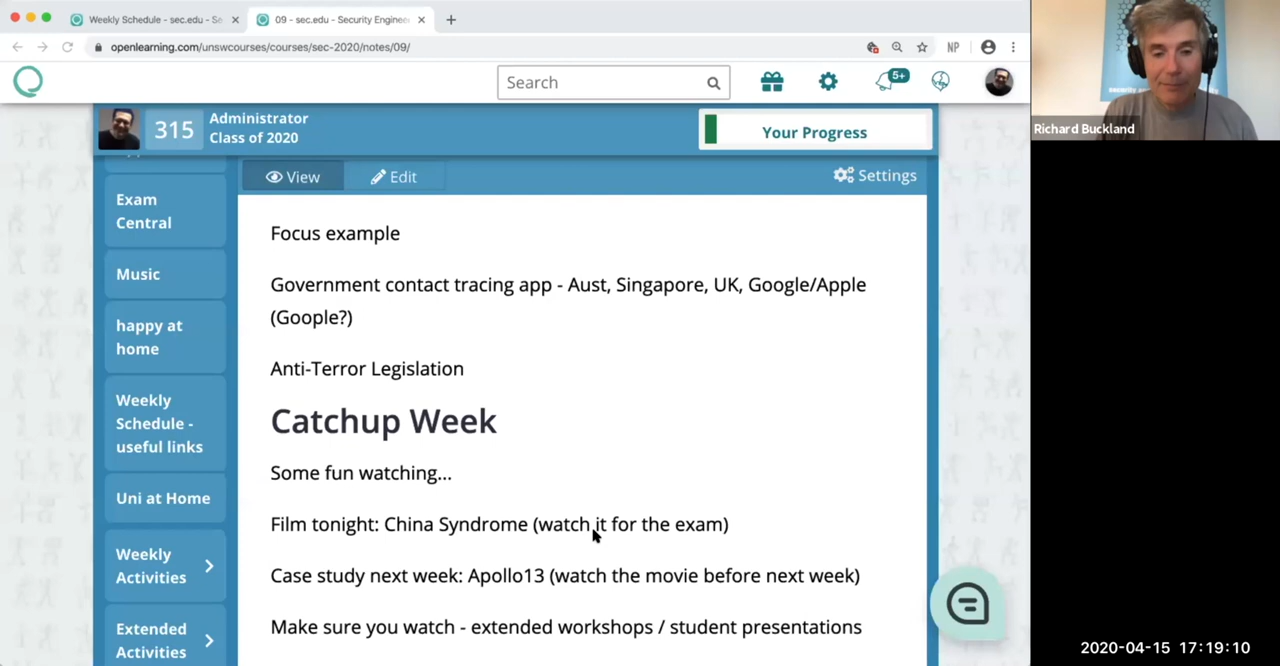 Weekly Schedule - sec.edu - Se
09 - sec.edu - Security Enginee
openlearning.com/unswcourses/courses/sec-2020/notes/09/
NP
Search
5+
315
Administrator
Class of 2020
Your Progress
View
Edit
Settings
Exam
Central
Music
happy at
home
Weekly
Schedule -
useful links
Uni at Home
Weekly
Activities
Extended
Activities
Focus example
Government contact tracing app - Aust, Singapore, UK, Google/Apple
(Goople?)
Anti-Terror Legislation
Catchup Week
Some fun watching...
Film tonight: China Syndrome (watch it for the exam)
Case study next week: Apollo13 (watch the movie before next week)
Make sure you watch - extended workshops / student presentations
Richard Buckland
2020-04-15 17:19:10